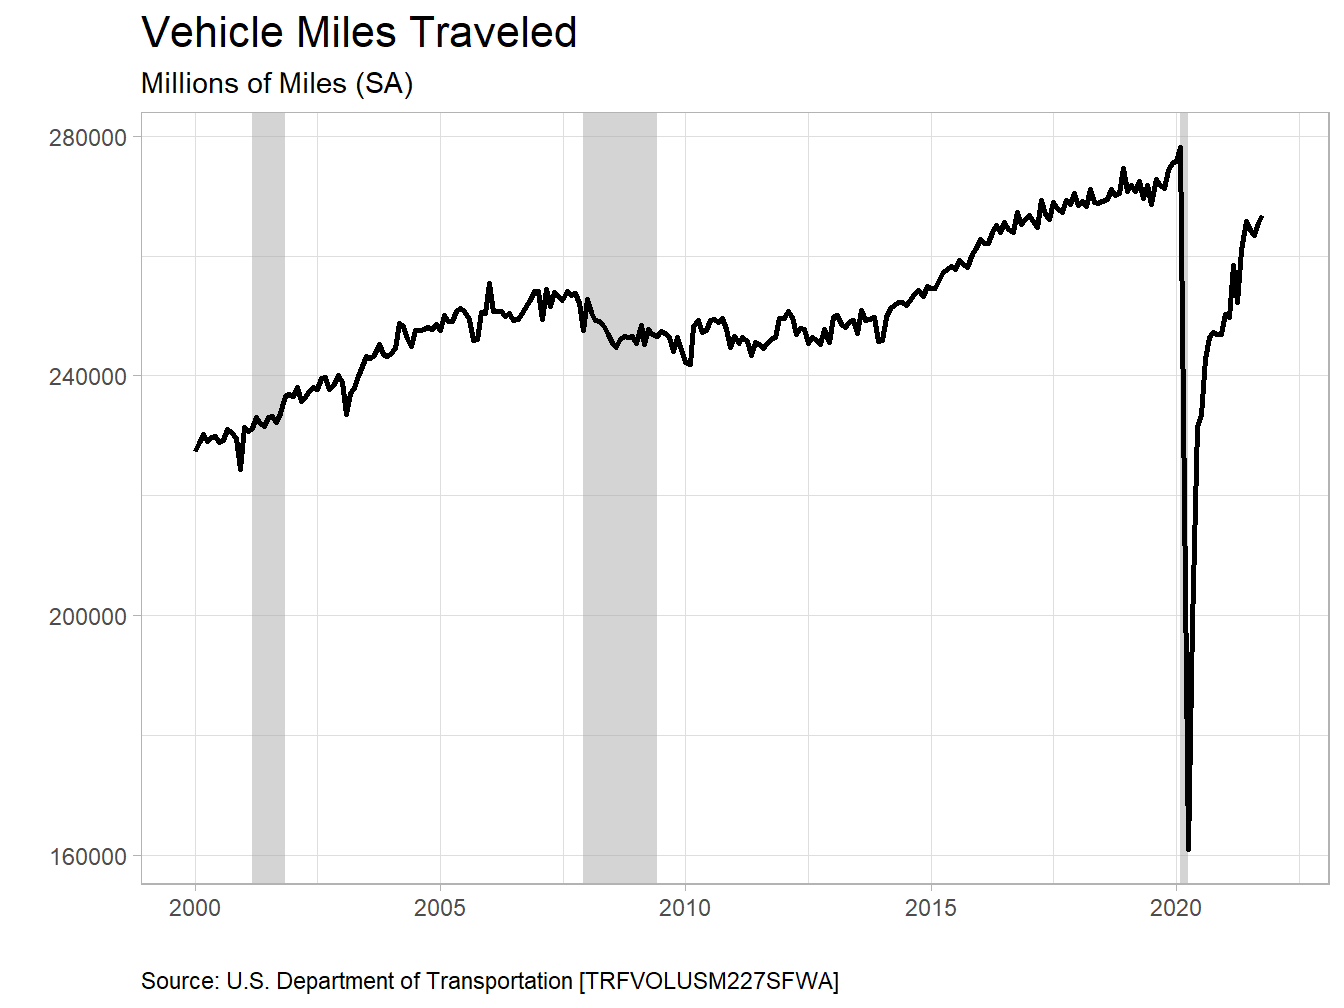 Vehicle Miles Traveled
Millions of Miles (SA)
280000
240000
200000
160000
2000 2005 2010 2015 2020
Source: U.S. Department of Transportation [TRFVOLUSM227SFWA]